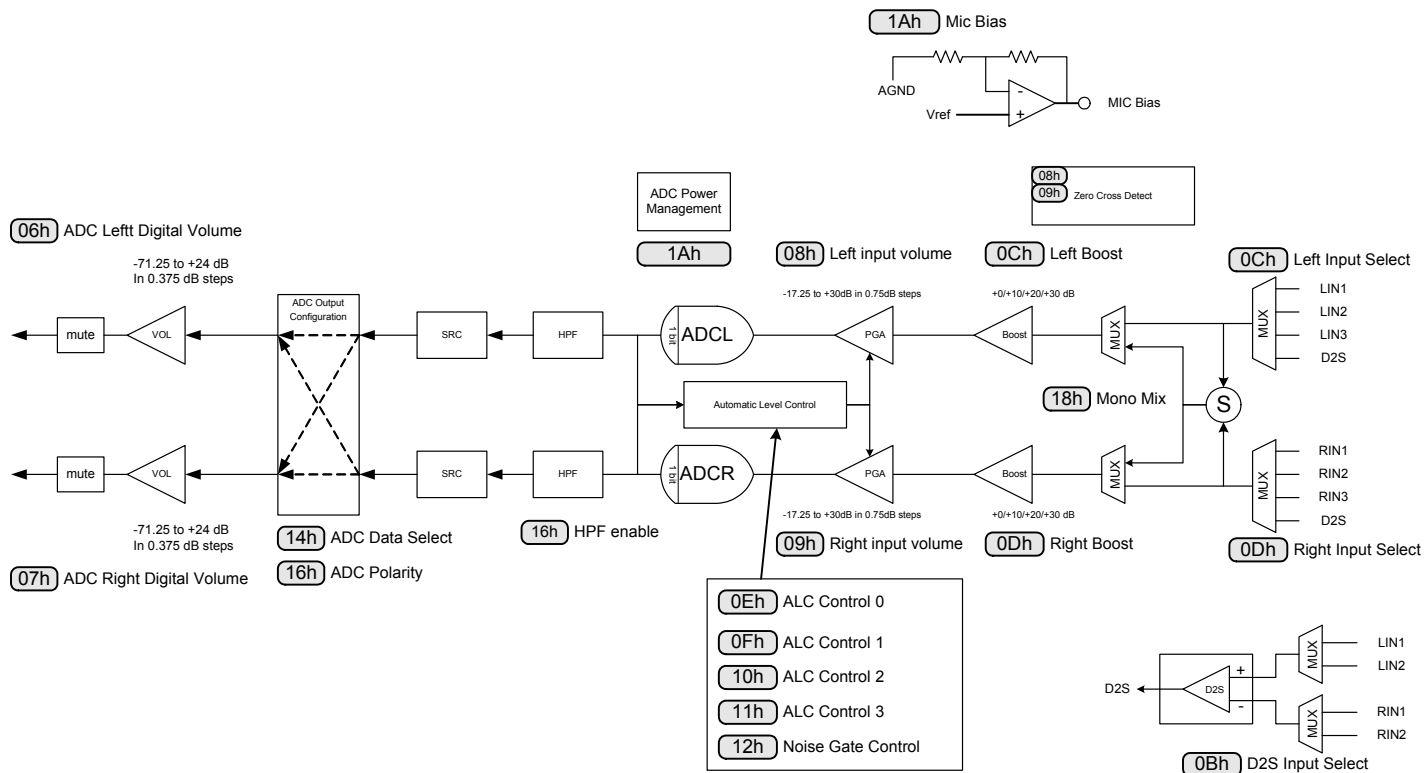 1Ah Mic Bias
AGND
-
+
Vref
MIC Bias
ADC Power
Management
1Ah
08h
09h Zero Cross Detect
06h ADC Leftt Digital Volume
-71.25 to +24 dB
In 0.375 dB steps
08h Left input volume
-17.25 to +30dB in 0.75dB steps
0Ch Left Boost
+0/+10/+20/+30 dB
0Ch Left Input Select
mute
VOL
ADC Output
Configuration
SRC
HPF
1 bit
ADCL
PGA
Boost
MUX
MUX
LIN1
LIN2
LIN3
D2S
Automatic Level Control
18h Mono Mix
S
mute
VOL
SRC
HPF
1 bit
ADCR
PGA
Boost
MUX
MUX
RIN1
RIN2
RIN3
D2S
-71.25 to +24 dB
In 0.375 dB steps
07h ADC Right Digital Volume
14h ADC Data Select
16h ADC Polarity
16h HPF enable
-17.25 to +30dB in 0.75dB steps
09h Right input volume
+0/+10/+20/+30 dB
0Dh Right Boost
0Dh Right Input Select
0Eh ALC Control 0
0Fh ALC Control 1
10h ALC Control 2
11h ALC Control 3
12h Noise Gate Control
D2S
D2S
+
-
MUX
LIN1
LIN2
MUX
RIN1
RIN2
0Bh D2S Input Select